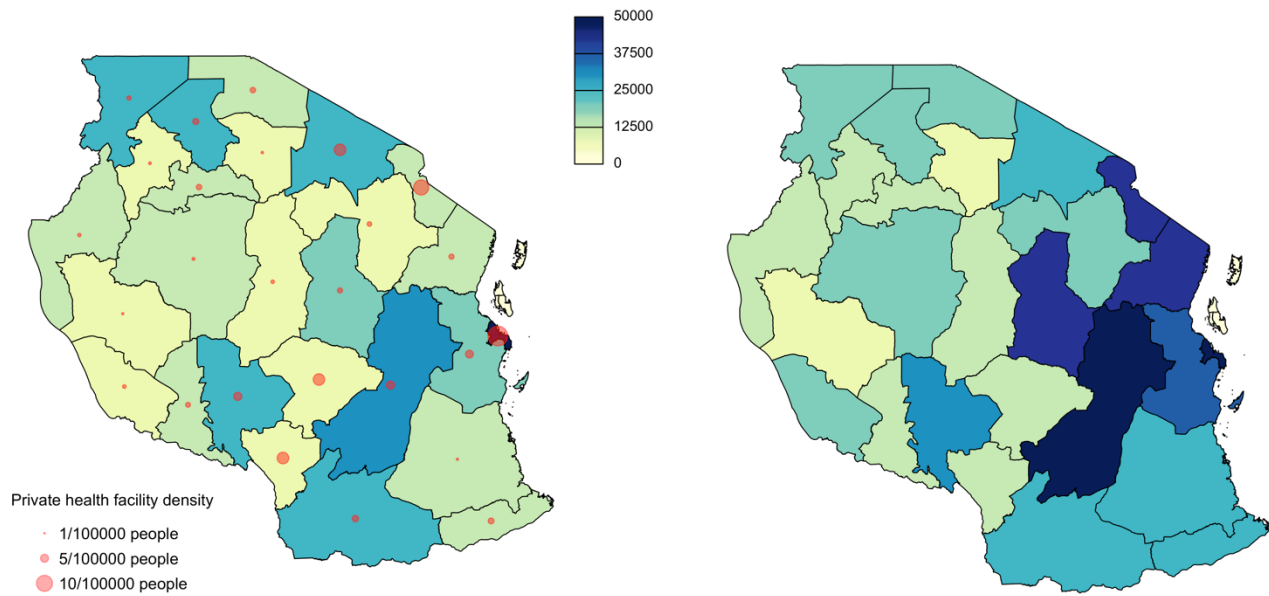 50000
37500
25000
12500
0
Private health facility density
1/100000 people
5/100000 people
10/100000 people